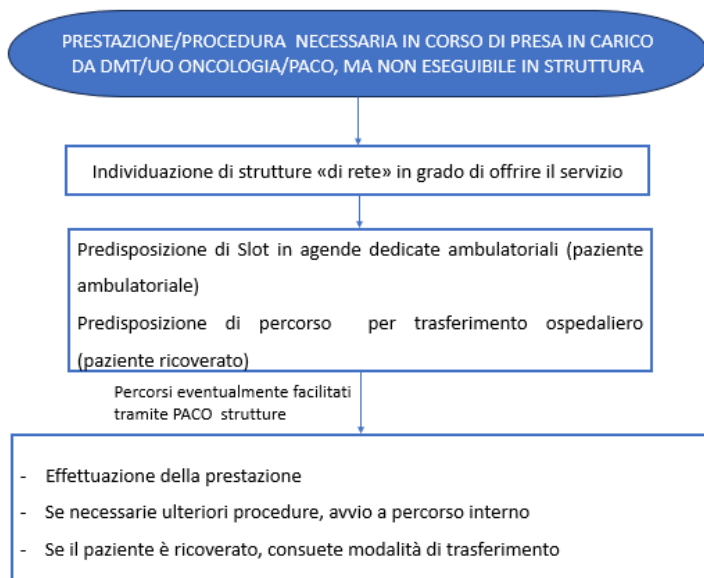 PRESTAZIONE/PROCEDURA NECESSARIA IN CORSO DI PRESA IN CARICO
DA DMT/UO ONCOLOGIA/PACO, MA NON ESEGUIBILE IN STRUTTURA
Individuazione di strutture «di rete» in grado di offrire il servizio
Predisposizione di Slot in agende dedicate ambulatoriali (paziente
ambulatoriale)
Predisposizione di percorso per trasferimento ospedaliero
(paziente ricoverato)
Percorsi eventualmente facilitati
tramite PACO strutture
- Effettuazione della prestazione
- Se necessarie ulteriori procedure, avvio a percorso interno
- Se il paziente è ricoverato, consuete modalità di trasferimento